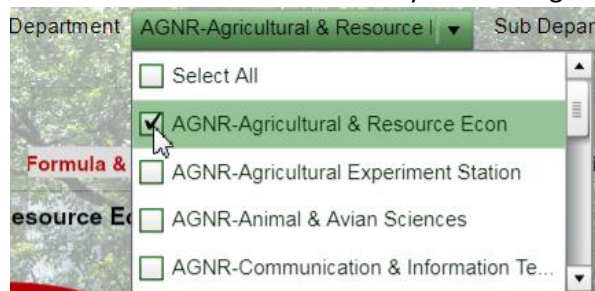 Department AGNR-Agricultural & Resource Sub Depar
Select All
AGNR-Agricultural & Resource Econ
Formula &
AGNR-Agricultural Experiment Station
esource Ec
AGNR-Animal & Avian Sciences
AGNR-Communication & Information Te...